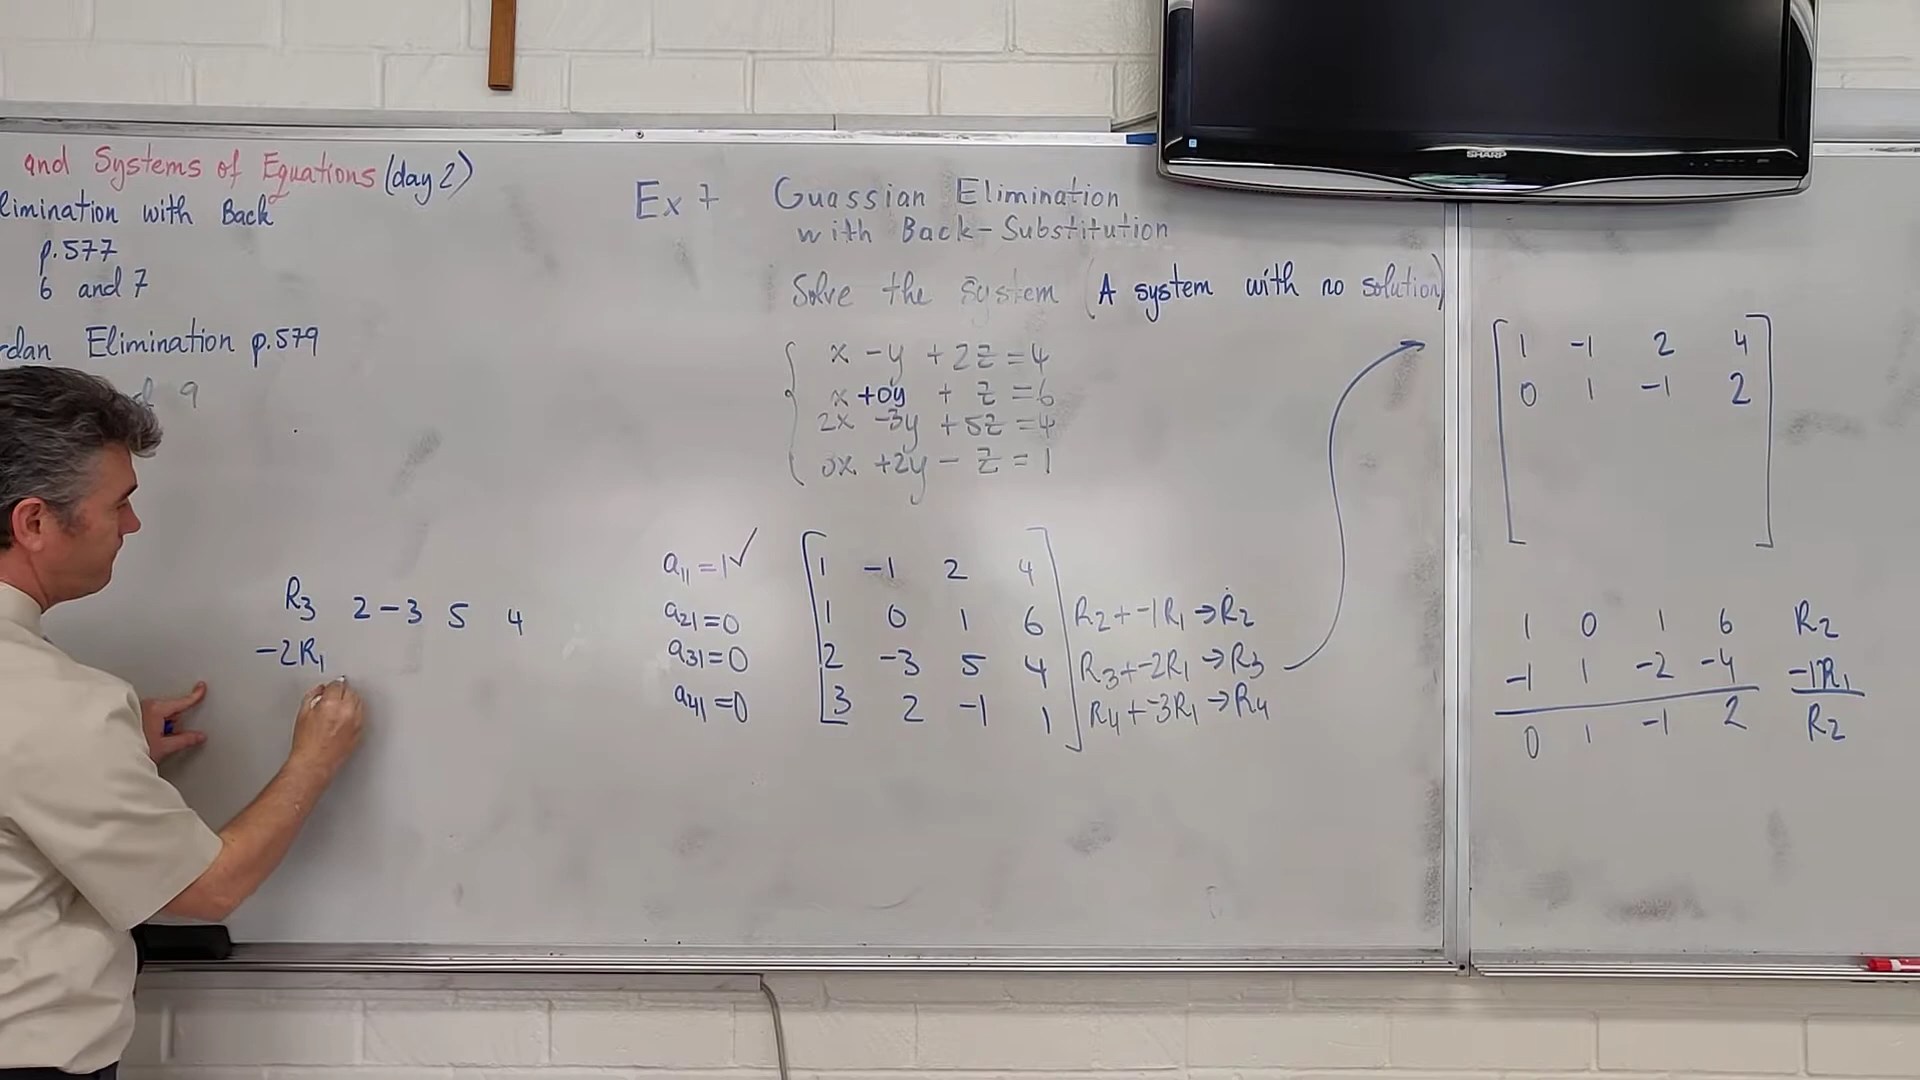 and Systems of Equations (day 2)
limination with Back
p.577
6 and 7
rdan Elimination p.579
9
Ex 7 Guassian Elimination
with Back-Substitution
Solve the system (A system with no solution)
x - y + 2z = 4
x + 0y + z = 6
2x - 3y + 5z = 4
3x + 2y - z = 1
R3 2 -3 5 4
-2R1
a11 = 1 ✓
a21 = 0
a31 = 0
a41 = 0
1 -1 2 4
1 0 1 6 R2 + -1R1 → R2
2 -3 5 4 R3 + -2R1 → R3
3 2 -1 1 R4 + -3R1 → R4
SHARP
1 -1 2 4
0 1 -1 2
1 0 1 6 R2
-1 1 -2 -4 -1R1
0 1 -1 2 R2